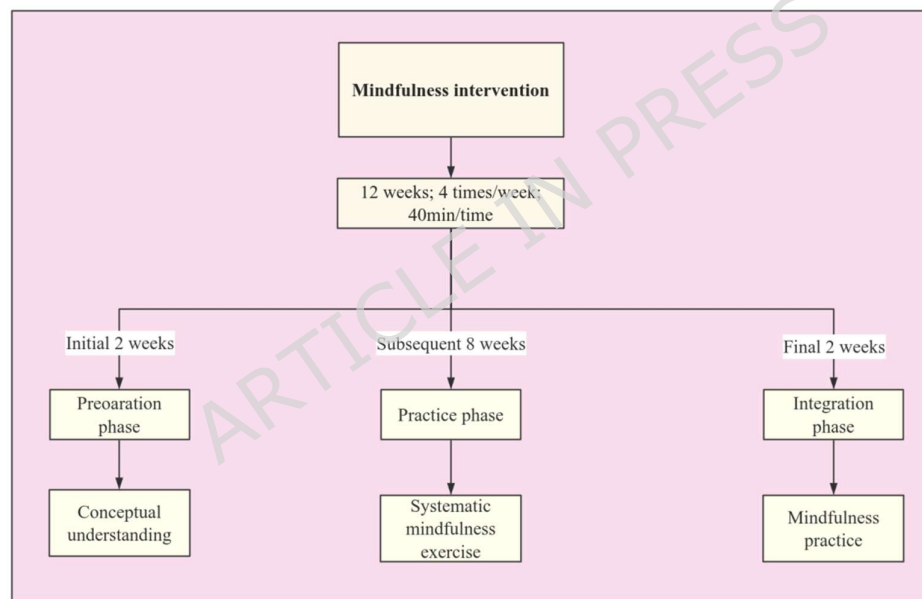 Mindfulness intervention
12 weeks; 4 times/week;
40min/time
Initial 2 weeks
Subsequent 8 weeks
Final 2 weeks
Preoaration
phase
Practice phase
Integration
phase
Conceptual
understanding
Systematic
mindfulness
exercise
Mindfulness
practice
ARTICLE IN PRESS